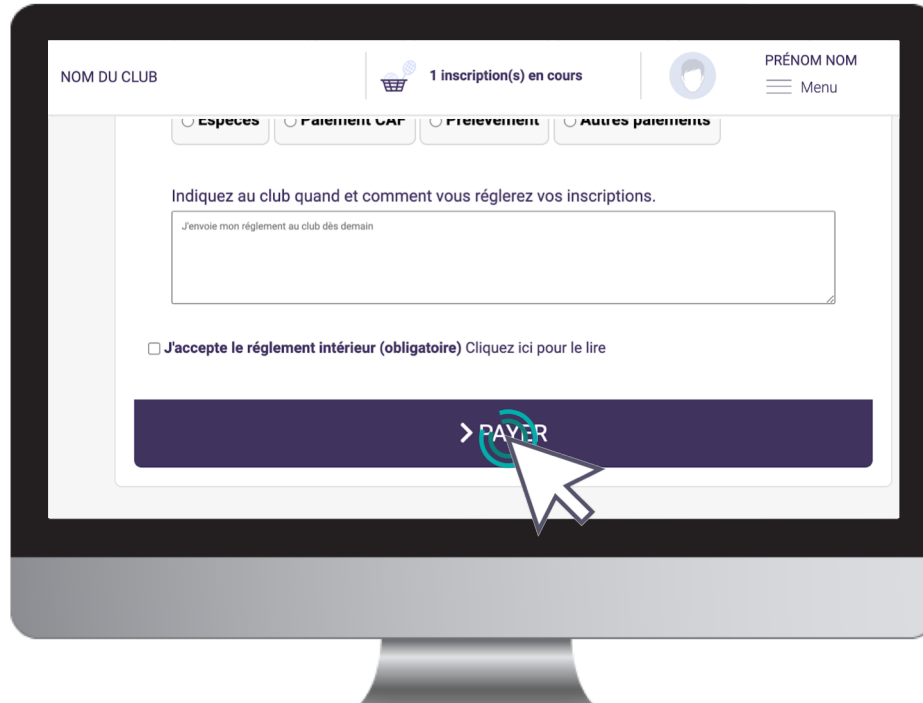 NOM DU CLUB
1 inscription(s) en cours
PRÉNOM NOM
Menu
Espèces
Paiement CAF
Prélèvement
Autres paiements
Indiquez au club quand et comment vous réglerez vos inscriptions.
J'envoie mon réglement au club dès demain
J'accepte le réglement intérieur (obligatoire) Cliquez ici pour le lire
PAYER